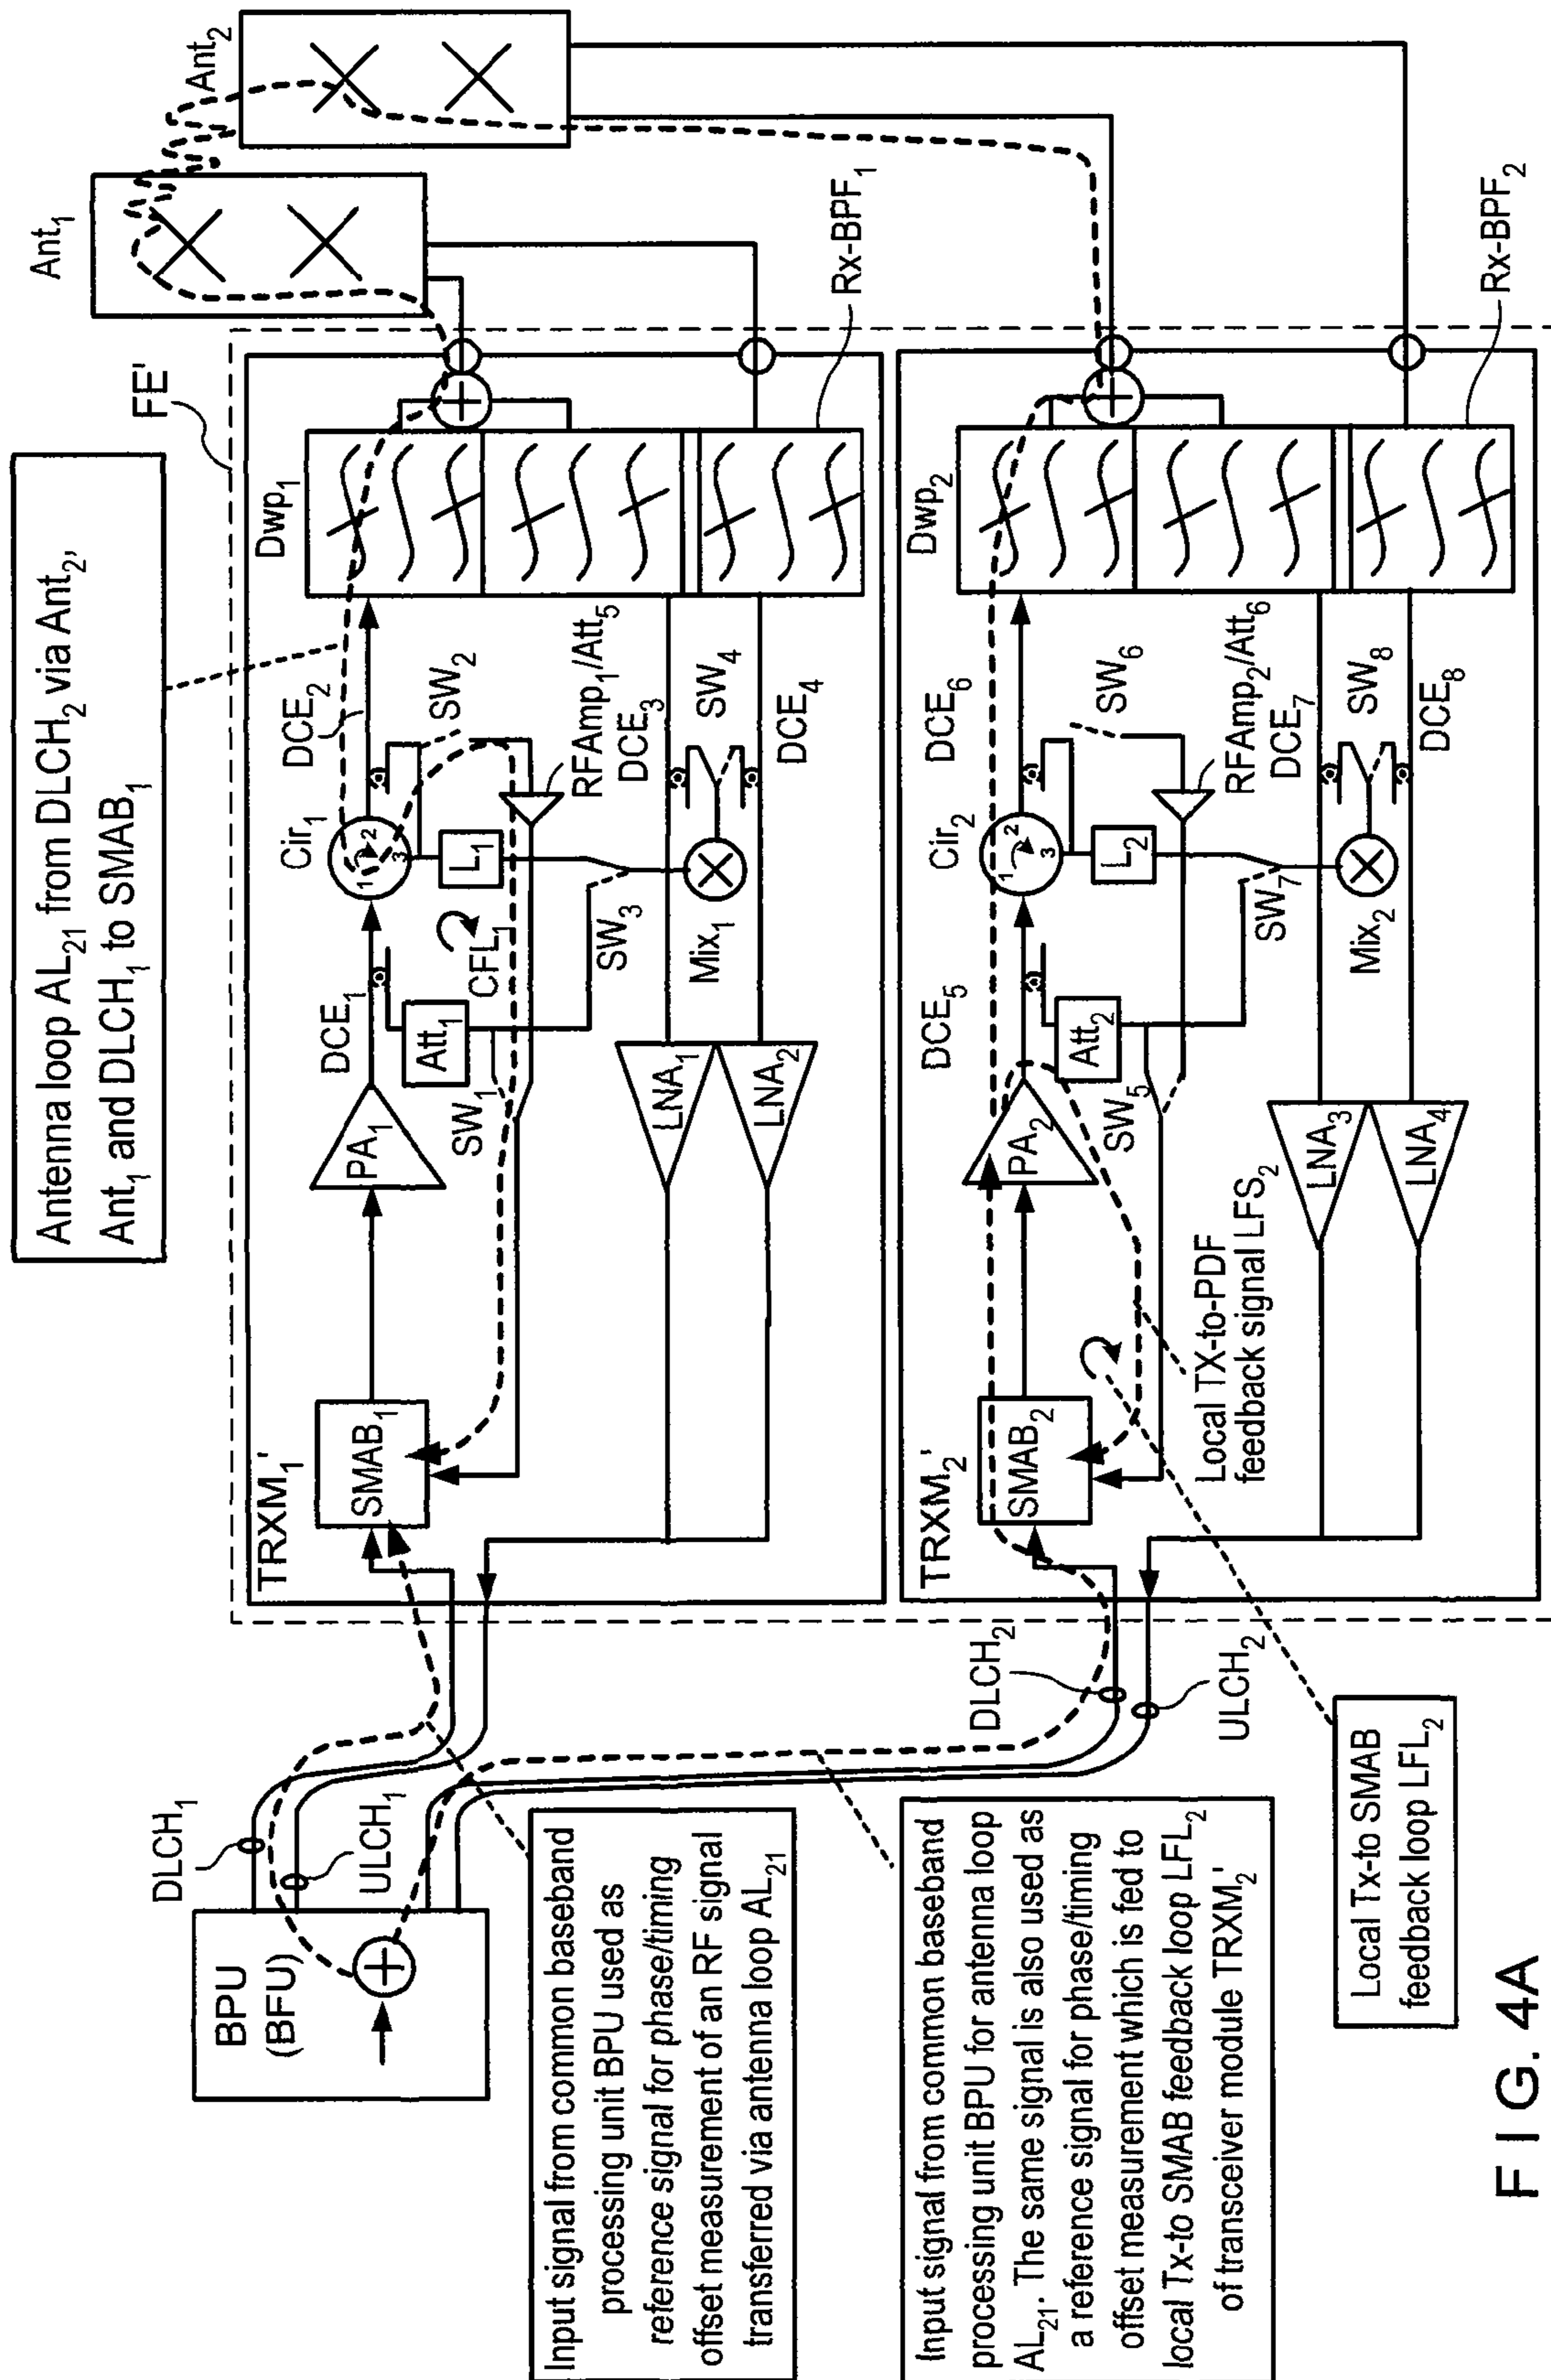 Antenna loop AL21 from DLCH2 via Ant2,
Ant1 and DLCH1 to SMAB1
FE'
Ant1
Ant2
TRXM1'
SMAB1
PA1
DCE1
Att1
SW1
CFL1
Cir1
1
2
3
L1
DCE2
SW2
RFAmp1/Att5
SW3
Mix1
DCE3
SW4
DCE4
LNA1
LNA2
Dwp1
Rx-BPF1
TRXM2'
SMAB2
PA2
DCE5
Att2
SW5
Cir2
1
2
3
L2
DCE6
SW6
RFAmp2/Att6
SW7
Mix2
DCE7
SW8
DCE8
LNA3
LNA4
Dwp2
Rx-BPF2
Local TX-to-PDF
feedback signal LFS2
BPU
(BFU)
DLCH1
ULCH1
DLCH2
ULCH2
Input signal from common baseband
processing unit BPU used as
reference signal for phase/timing
offset measurement of an RF signal
transferred via antenna loop AL21
Input signal from common baseband
processing unit BPU for antenna loop
AL21. The same signal is also used as
a reference signal for phase/timing
offset measurement which is fed to
local Tx-to SMAB feedback loop LFL2
of transceiver module TRXM2'
Local Tx-to SMAB
feedback loop LFL2
FIG. 4A